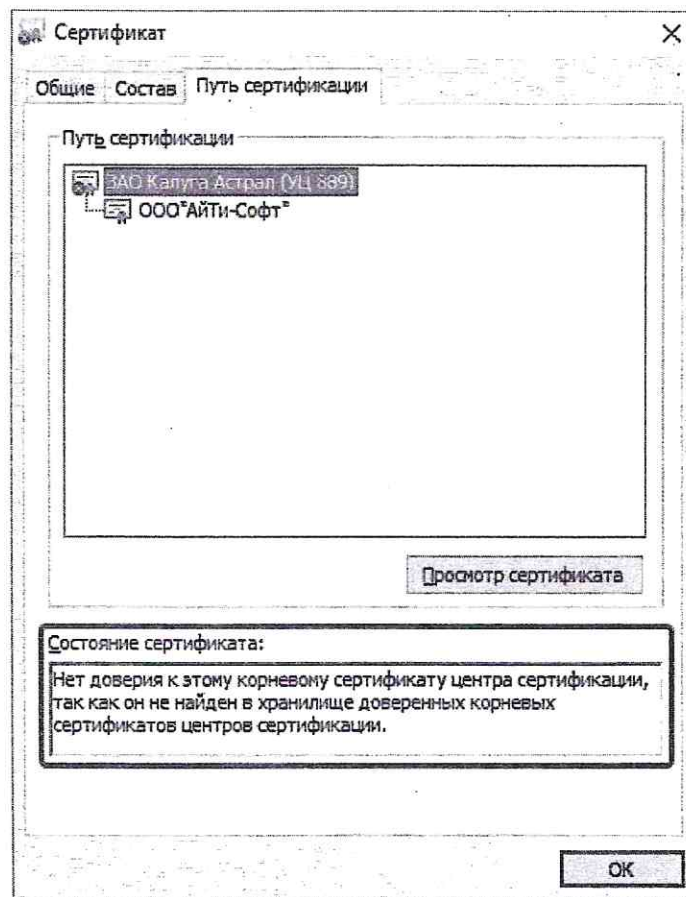 Сертификат
Общие Состав Путь сертификации
Путь сертификации
ЗАО Калуга Астрал (УЦ 889)
ООО"АйТи-Софт"
Просмотр сертификата
Состояние сертификата:
Нет доверия к этому корневому сертификату центра сертификации,
так как он не найден в хранилище доверенных корневых
сертификатов центров сертификации.
ОК